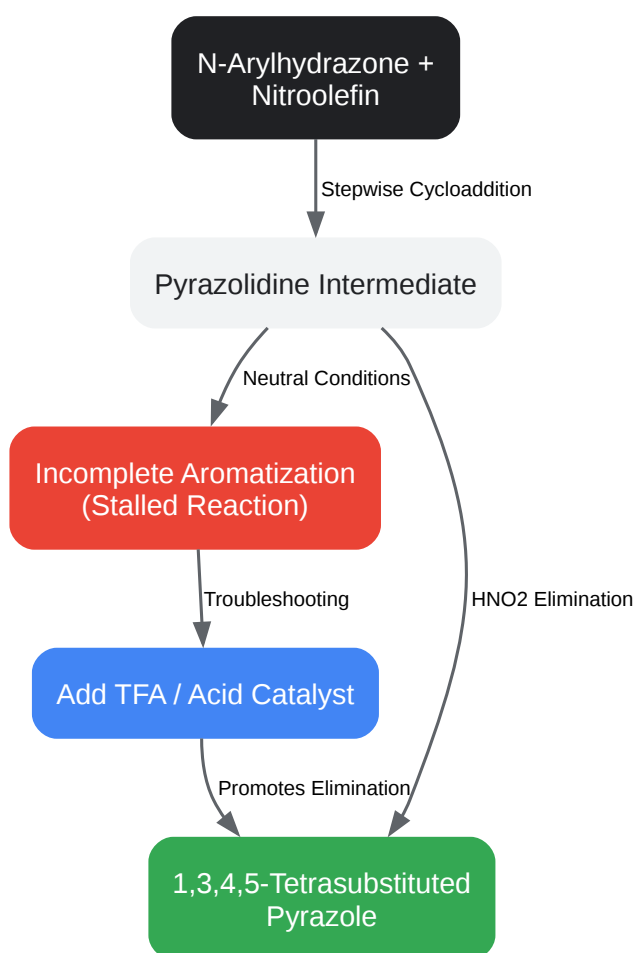 N-Arylhydrazone +
Nitroolefin
Stepwise Cycloaddition
Pyrazolidine Intermediate
Neutral Conditions
Incomplete Aromatization
(Stalled Reaction)
Troubleshooting
HNO2 Elimination
Add TFA / Acid Catalyst
Promotes Elimination
1,3,4,5-Tetrasubstituted
Pyrazole